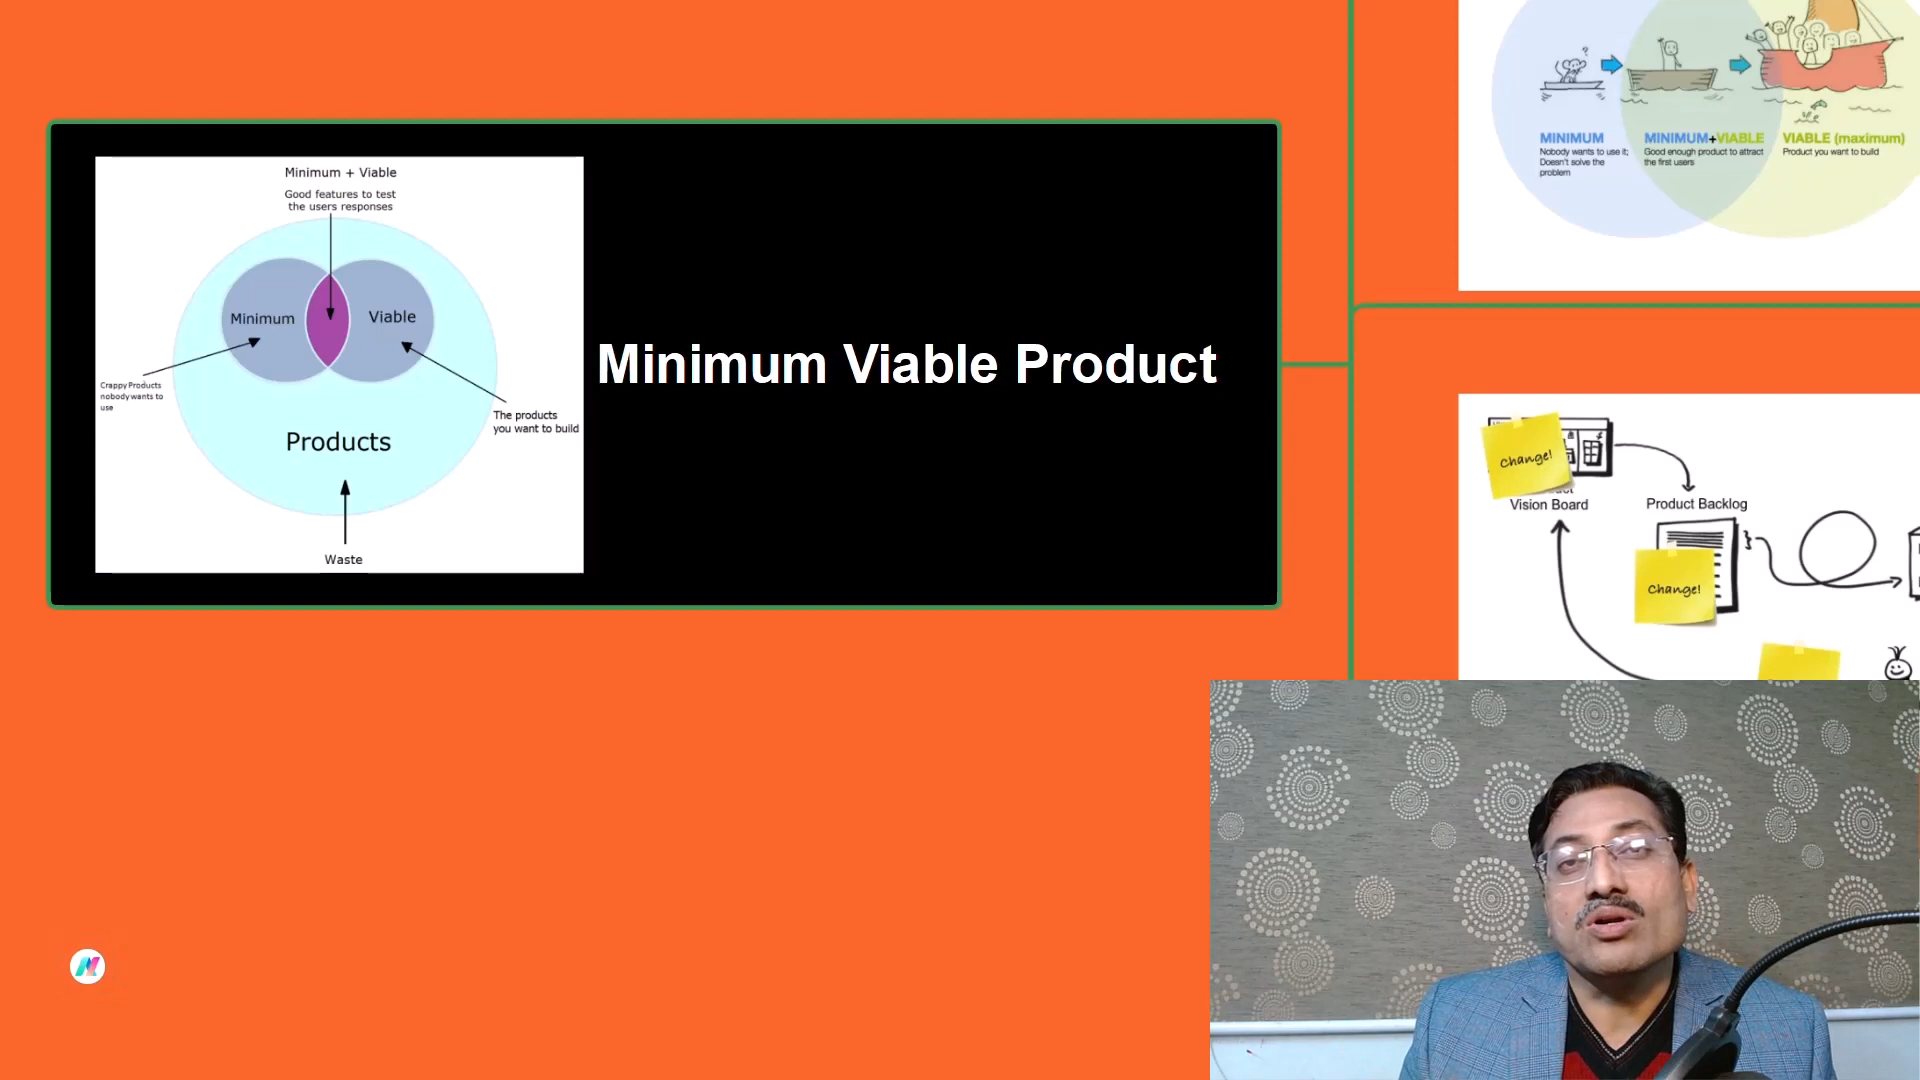 Minimum + Viable
Good features to test
the users responses
Minimum
Viable
Crappy Products
nobody wants to
use
The products
you want to build
Products
Waste
Minimum Viable Product
?
MINIMUM
Nobody wants to use it;
Doesn't solve the
problem
MINIMUM+VIABLE
Good enough product to attract
the first users
VIABLE (maximum)
Product you want to build
Change!
Vision Board
Product Backlog
Change!